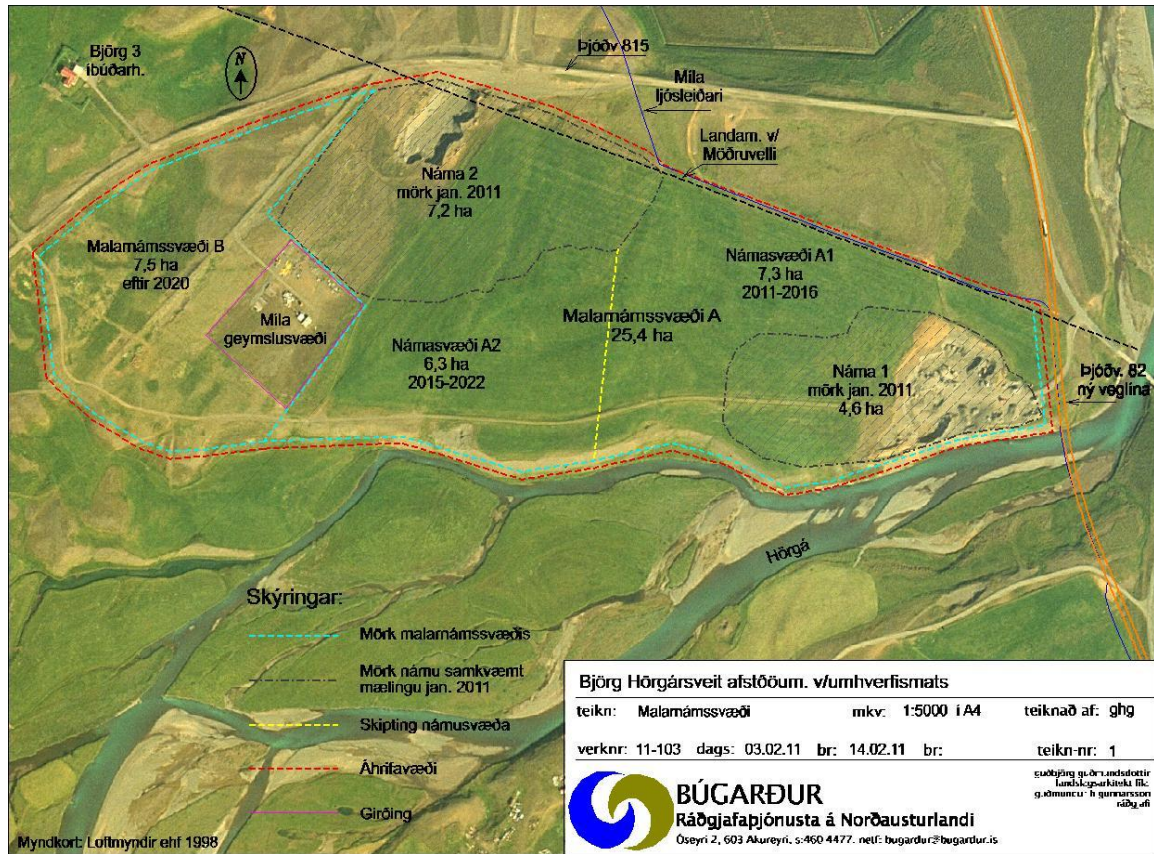 Björg 3
íbúðarh.
N
Þjóðv 815
Míla
ljósleiðari
Landam. v/
Möðruvelli
Náma 2
mörk jan. 2011
7,2 ha
Malarnámssvæði B
7,5 ha
eftir 2020
Námasvæði A1
7,3 ha
2011-2016
Míla
geymslusvæði
Malarnámssvæði A
25,4 ha
Námasvæði A2
6,3 ha
2015-2022
Náma 1
mörk jan. 2011.
4,6 ha
Þjóðv. 82
ný veglína
Hörgá
Skýringar:
Mörk malarnámssvæðis
Mörk námu samkvæmt
mælingu jan. 2011
Skipting námusvæða
Áhrifavæði
Girðing
Myndkort: Loftmyndir ehf 1998
Björg Hörgársveit afstöðum. v/umhverfismats
teikn: Malarnámssvæði mkv: 1:5000 í A4 teiknað af: ghg
verknr: 11-103 dags: 03.02.11 br: 14.02.11 br: teikn-nr: 1
BÚGARÐUR
Ráðgjafaþjónusta á Norðausturlandi
Óseyri 2, 603 Akureyri, s:460 4477. netf: bugardur@bugardur.is
guðbjörg guðmundsdóttir
landslagsarkitekt fíla